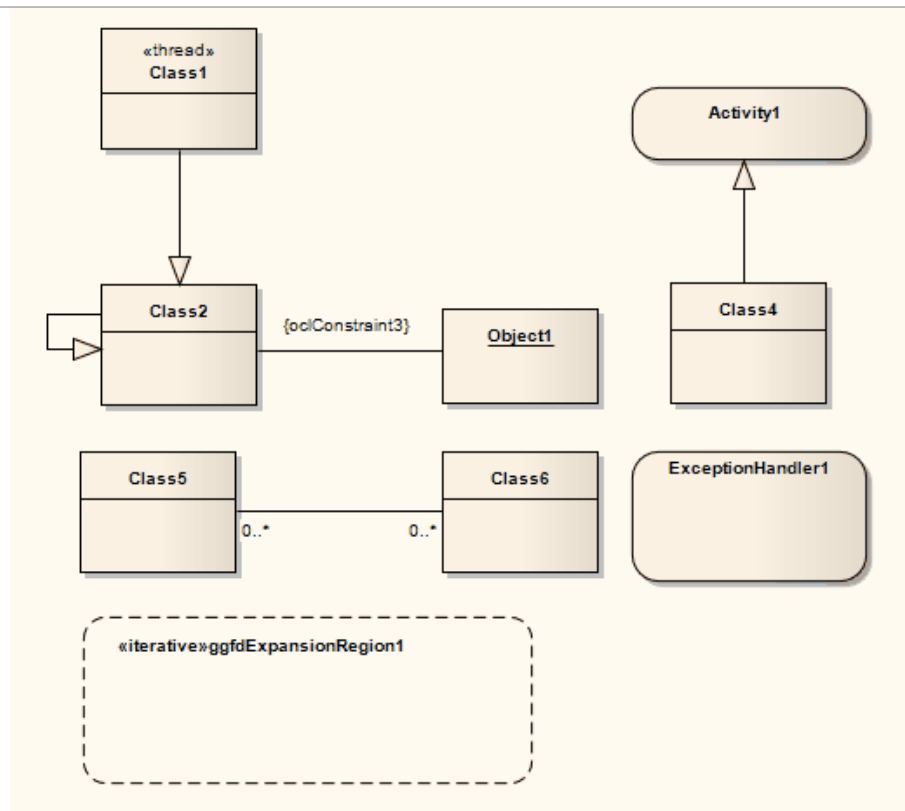 «thread»
Class1
Activity1
Class2
{oclConstraint3}
Object1
Class4
Class5
Class6
ExceptionHandler1
0..*
0..*
«iterative»ggfdExpansionRegion1